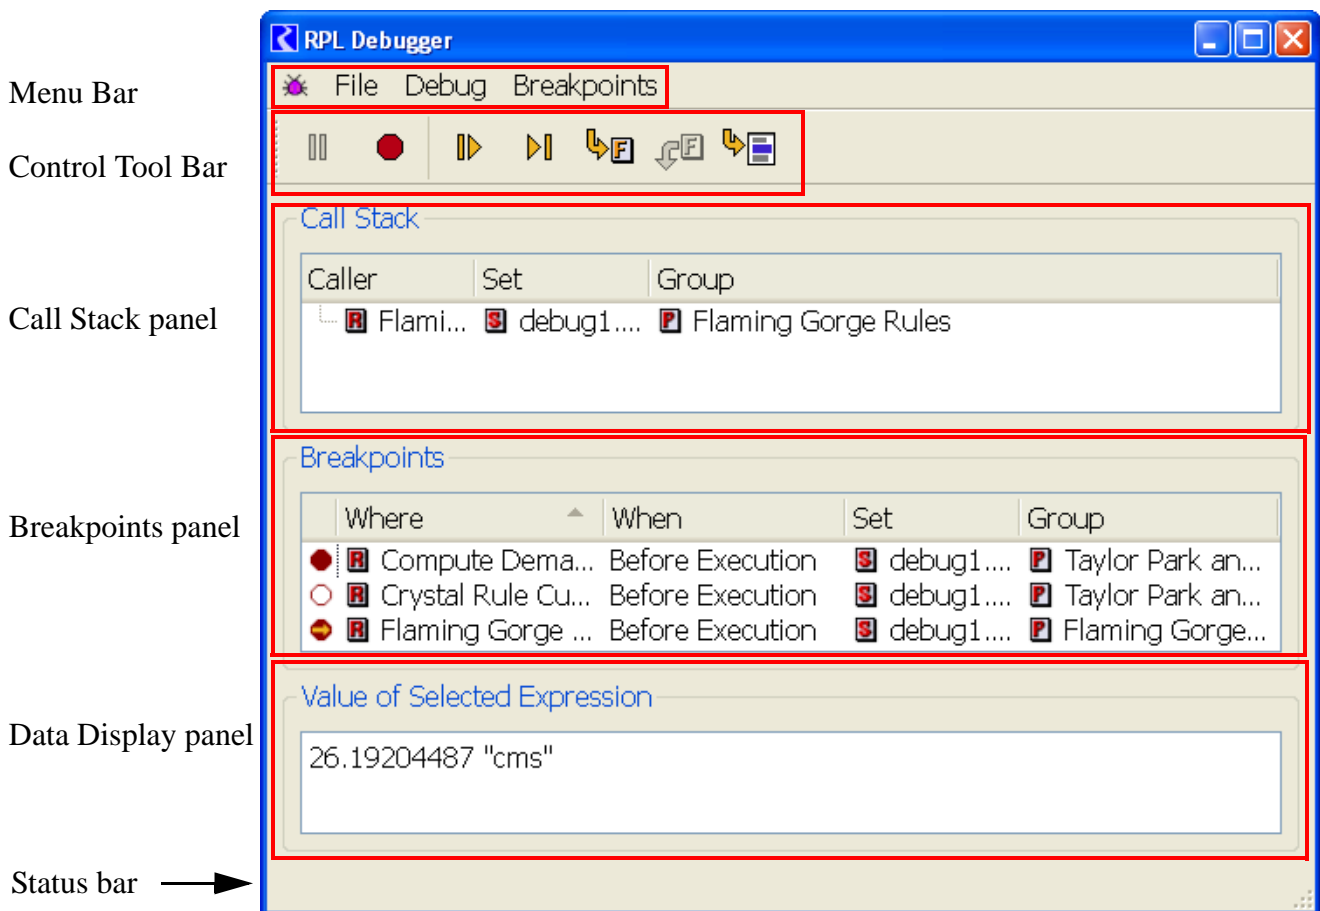 RPL Debugger
Menu Bar
File Debug Breakpoints
Control Tool Bar
F F
Call Stack
Caller Set Group
Call Stack panel
R Flami... S debug1.... P Flaming Gorge Rules
Breakpoints
Breakpoints panel
Where When Set Group
R Compute Dema... Before Execution S debug1.... P Taylor Park an...
R Crystal Rule Cu... Before Execution S debug1.... P Taylor Park an...
R Flaming Gorge ... Before Execution S debug1.... P Flaming Gorge...
Value of Selected Expression
Data Display panel
26.19204487 "cms"
Status bar